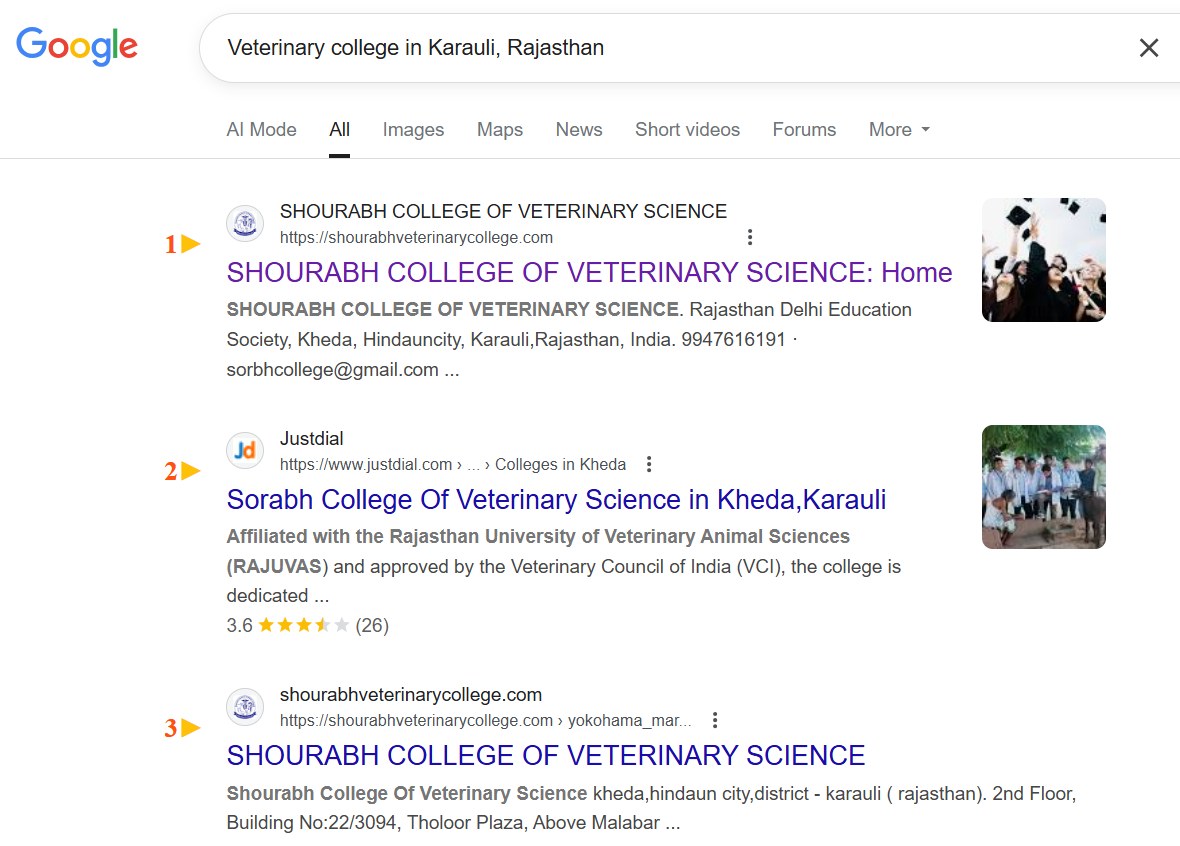 Google
Veterinary college in Karauli, Rajasthan
AI Mode All Images Maps News Short videos Forums More
1
SHOURABH COLLEGE OF VETERINARY SCIENCE
https://shourabhveterinarycollege.com
SHOURABH COLLEGE OF VETERINARY SCIENCE: Home
SHOURABH COLLEGE OF VETERINARY SCIENCE. Rajasthan Delhi Education
Society, Kheda, Hindauncity, Karauli,Rajasthan, India. 9947616191 ·
sorbhcollege@gmail.com ...
2
Jd
Justdial
https://www.justdial.com › ... › Colleges in Kheda
Sorabh College Of Veterinary Science in Kheda,Karauli
Affiliated with the Rajasthan University of Veterinary Animal Sciences
(RAJUVAS) and approved by the Veterinary Council of India (VCI), the college is
dedicated ...
3.6 (26)
3
shourabhveterinarycollege.com
https://shourabhveterinarycollege.com › yokohama_mar...
SHOURABH COLLEGE OF VETERINARY SCIENCE
Shourabh College Of Veterinary Science kheda,hindaun city,district - karauli ( rajasthan). 2nd Floor,
Building No:22/3094, Tholoor Plaza, Above Malabar ...